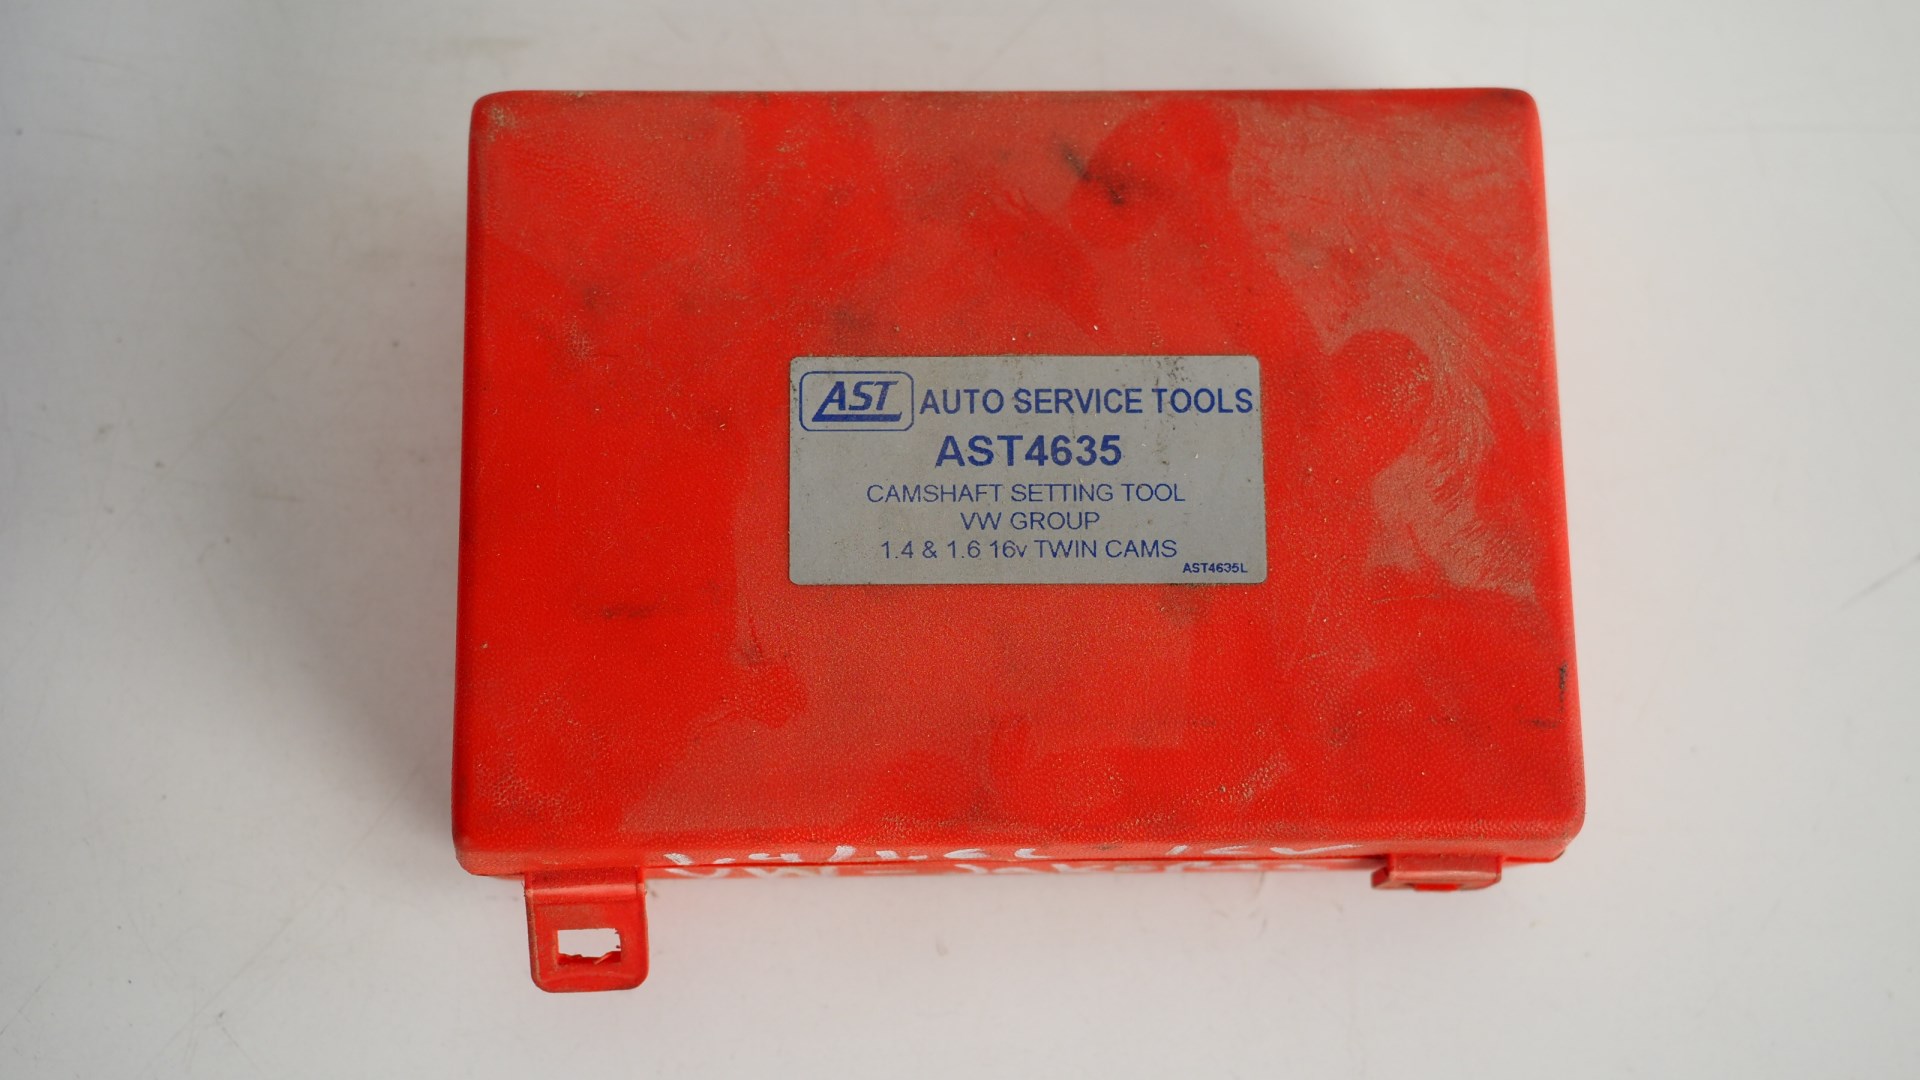 AST AUTO SERVICE TOOLS
AST4635
CAMSHAFT SETTING TOOL
VW GROUP
1.4 & 1.6 16v TWIN CAMS
AST4635L